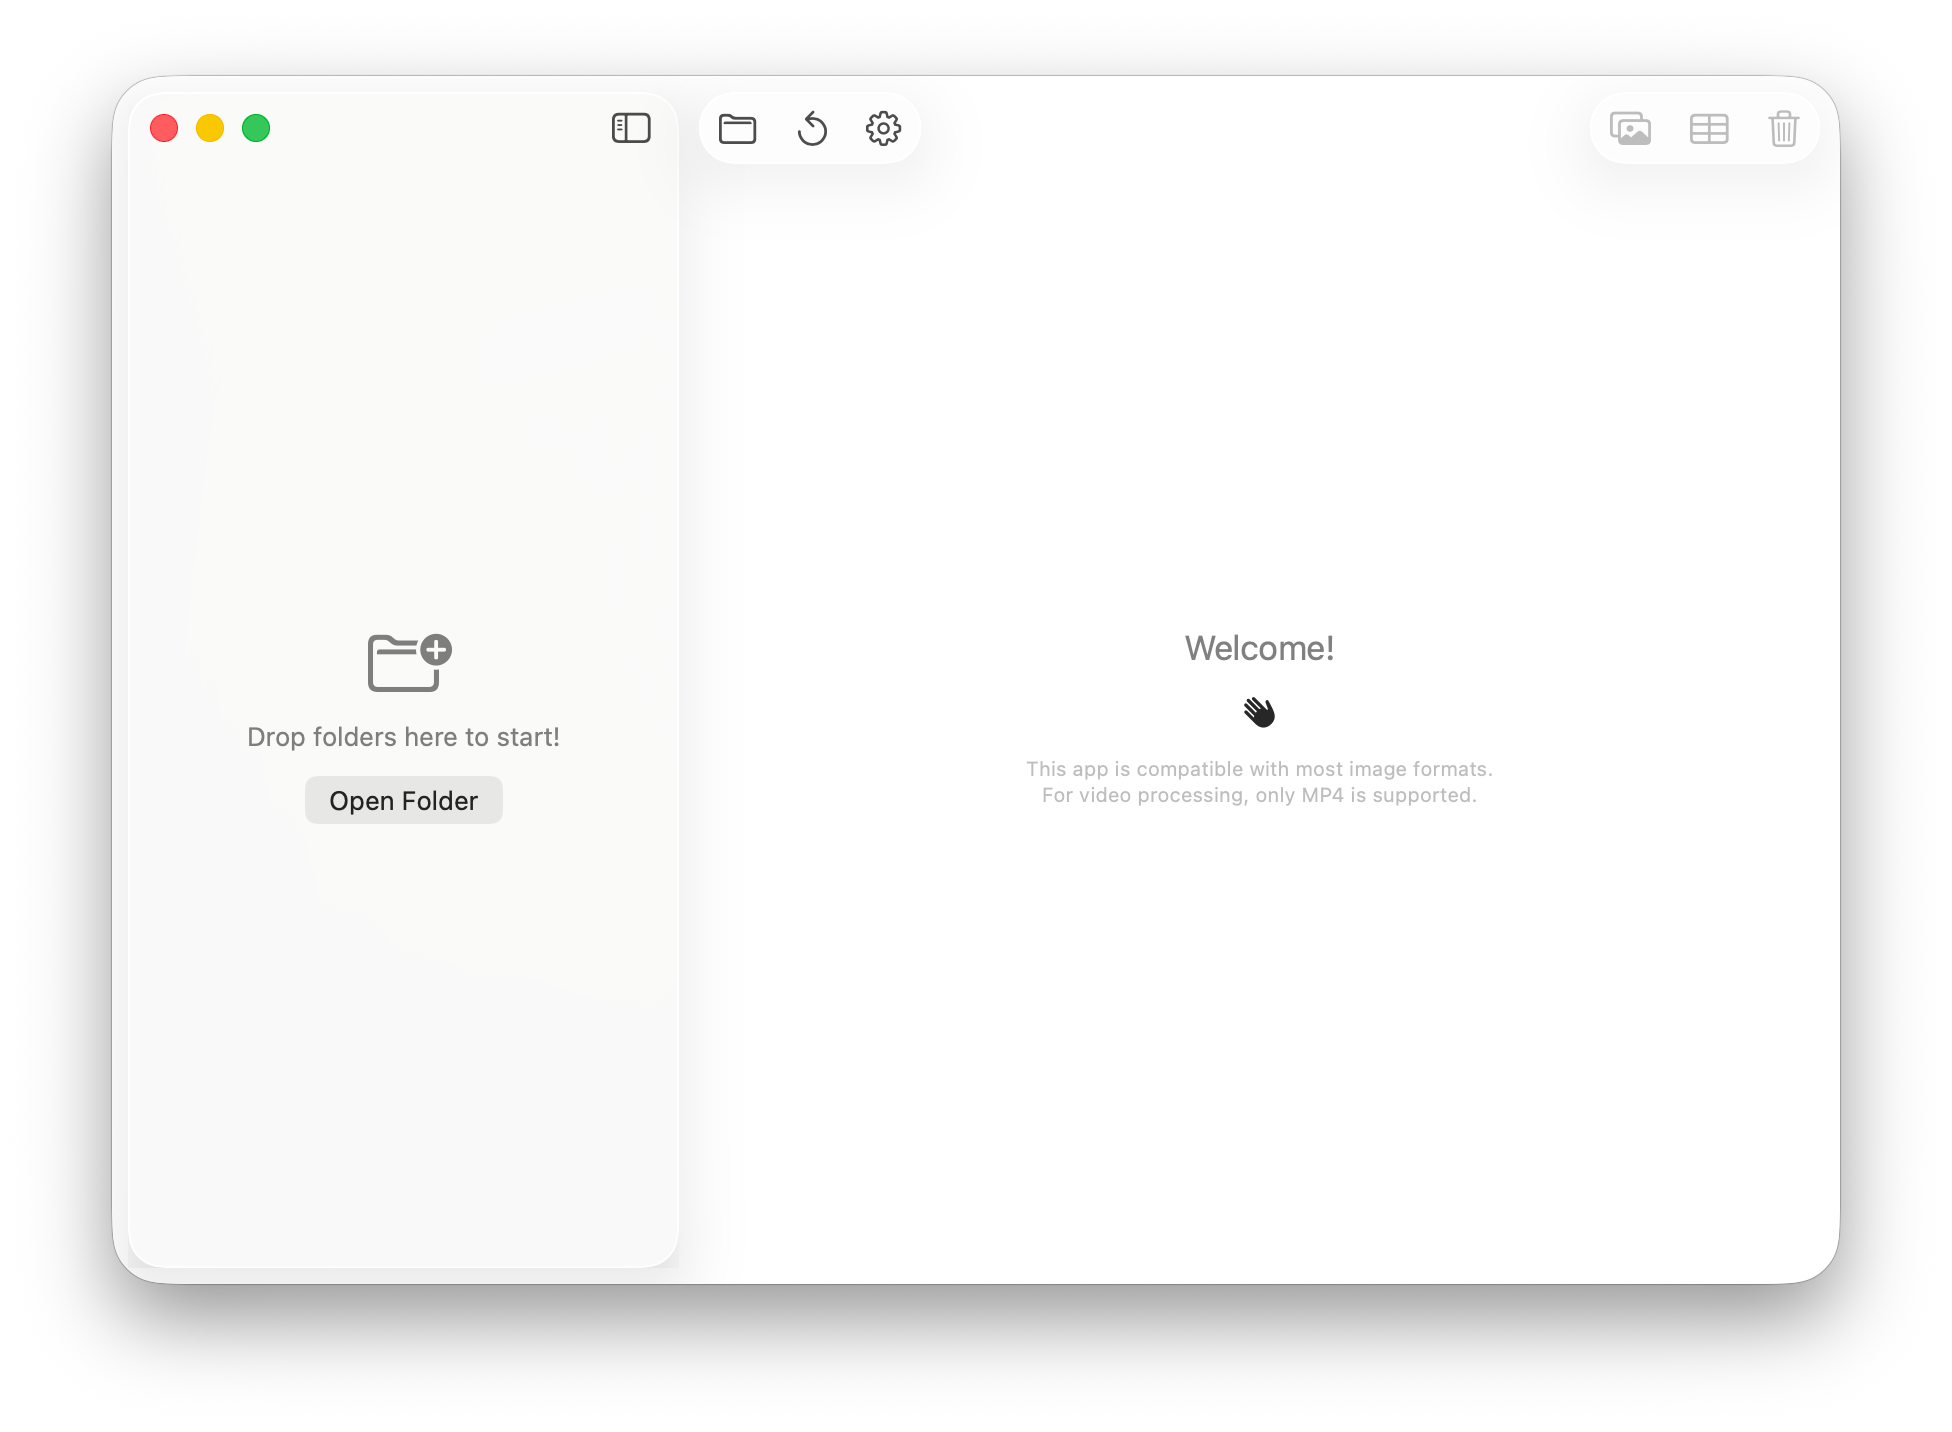 Drop folders here to start!
Open Folder
Welcome!
This app is compatible with most image formats.
For video processing, only MP4 is supported.